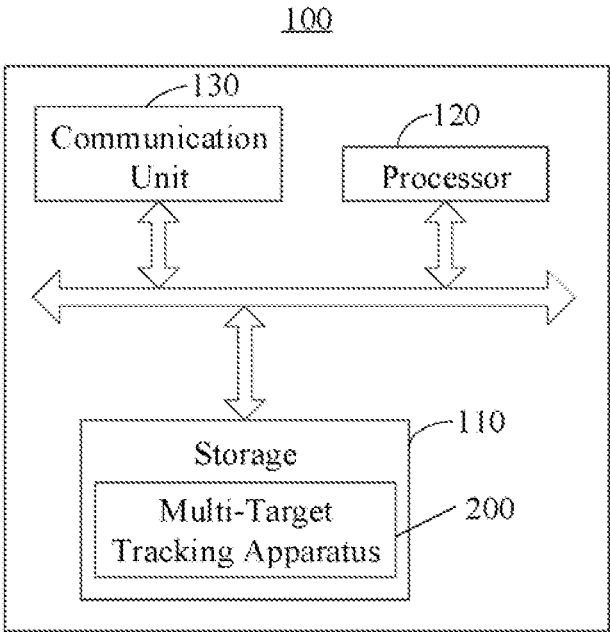 100
130
Communication
Unit
120
Processor
110
Storage
Multi-Target
Tracking Apparatus
200